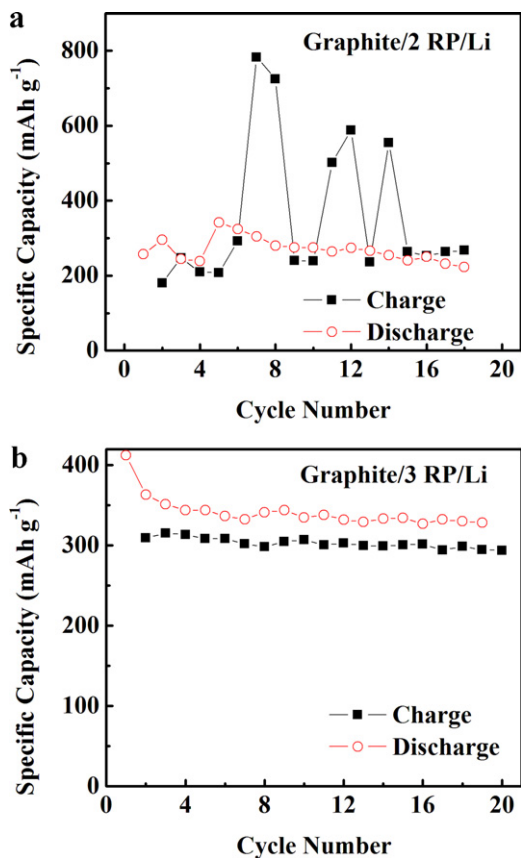 a
Graphite/2 RP/Li
Specific Capacity (mAh g⁻¹)
800
600
400
200
0
Charge
Discharge
0 4 8 12 16 20
Cycle Number
b
Graphite/3 RP/Li
Specific Capacity (mAh g⁻¹)
400
300
200
100
0
Charge
Discharge
0 4 8 12 16 20
Cycle Number